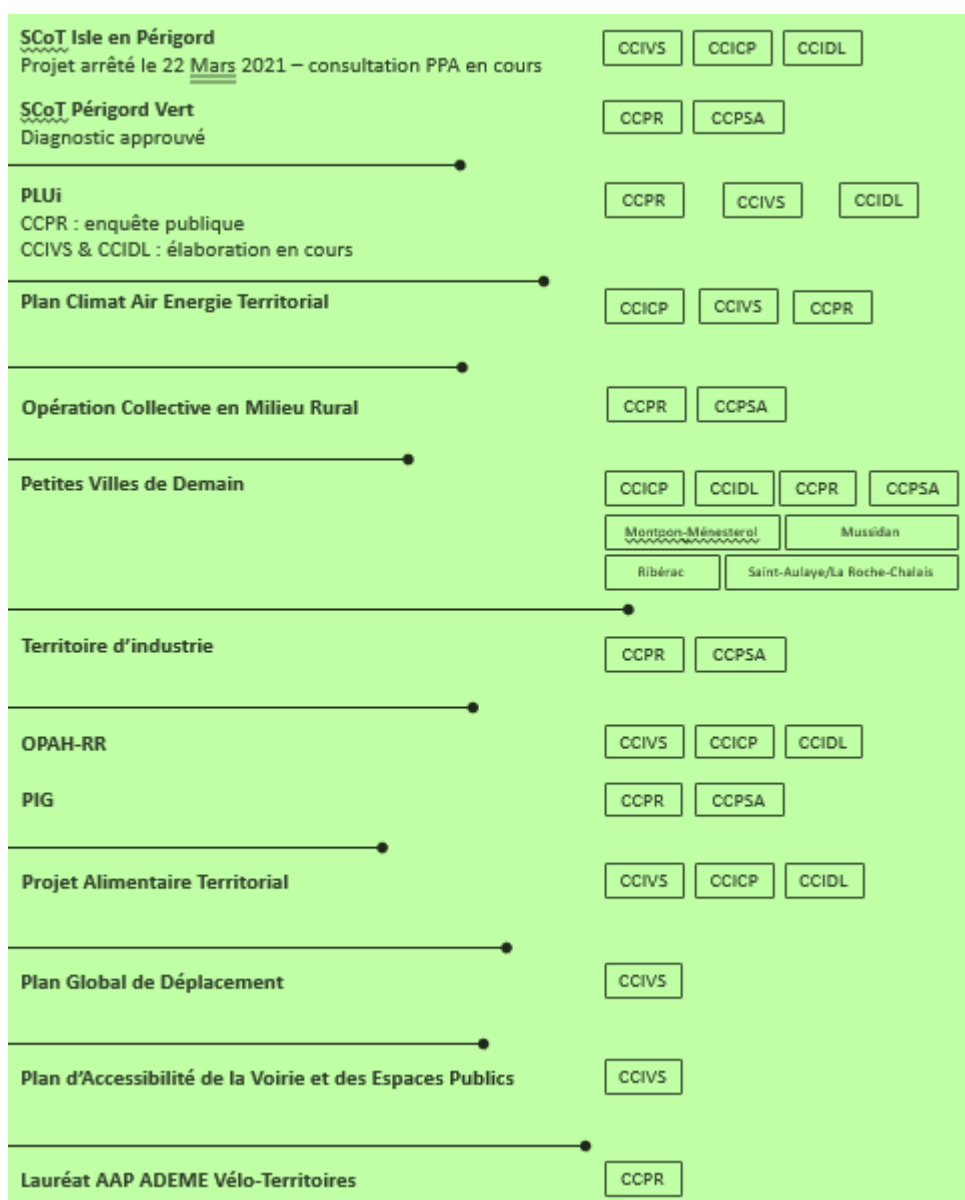 SCoT Isle en Périgord CCIVS CCICP CCIDL
Projet arrêté le 22 Mars 2021 – consultation PPA en cours
SCoT Périgord Vert CCPR CCPSA
Diagnostic approuvé
PLUi CCPR CCIVS CCIDL
CCPR : enquête publique
CCIVS & CCIDL : élaboration en cours
Plan Climat Air Energie Territorial CCICP CCIVS CCPR
Opération Collective en Milieu Rural CCPR CCPSA
Petites Villes de Demain CCICP CCIDL CCPR CCPSA
Montpon-Ménesterol Mussidan
Ribérac Saint-Aulaye/La Roche-Chalais
Territoire d'industrie CCPR CCPSA
OPAH-RR CCIVS CCICP CCIDL
PIG CCPR CCPSA
Projet Alimentaire Territorial CCIVS CCICP CCIDL
Plan Global de Déplacement CCIVS
Plan d'Accessibilité de la Voirie et des Espaces Publics CCIVS
Lauréat AAP ADEME Vélo-Territoires CCPR